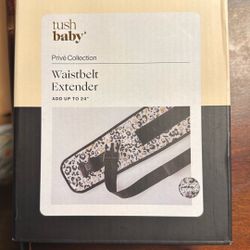 tush
baby
Privé Collection
Waistbelt
Extender
ADD UP TO 24"